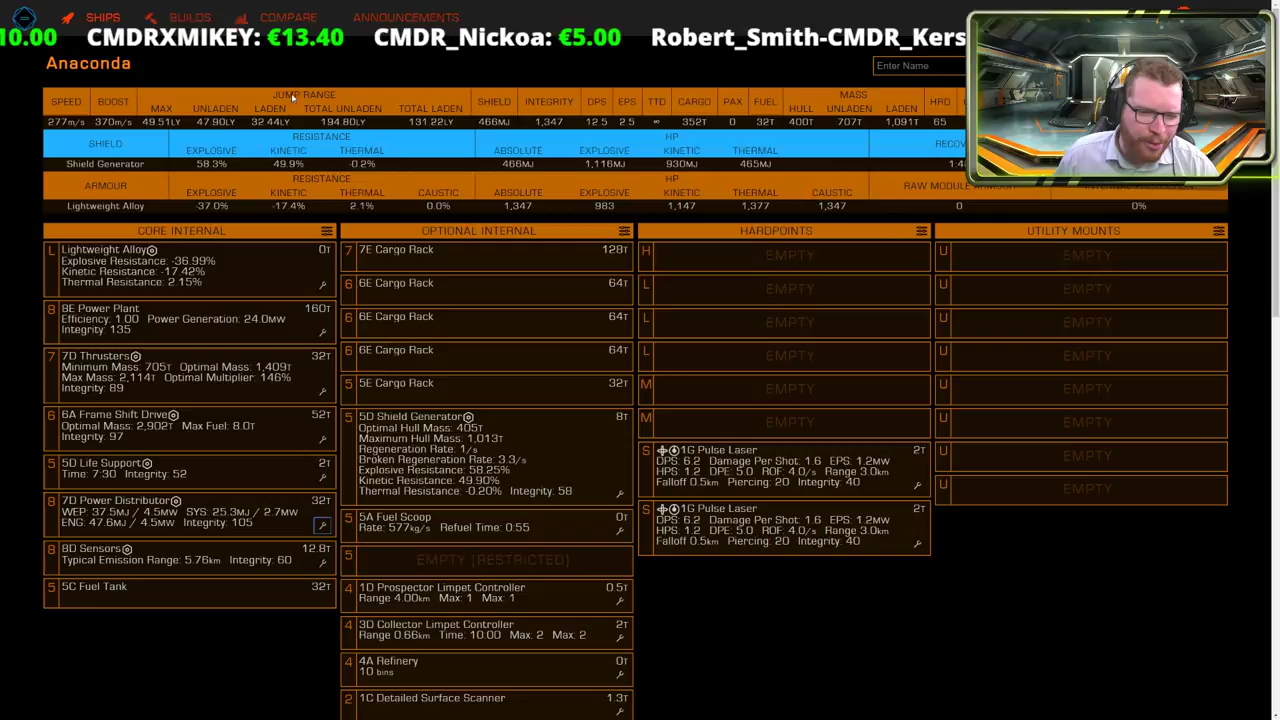 SHIPS BUILDS COMPARE ANNOUNCEMENTS
10.00 CMDRXMIKEY: €13.40 CMDR_Nickoa: €5.00 Robert_Smith-CMDR_Kers
Anaconda
Enter Name
SPEED BOOST JUMP RANGE SHIELD INTEGRITY DPS EPS TTD CARGO PAX FUEL MASS HRD
MAX UNLADEN LADEN TOTAL UNLADEN TOTAL LADEN HULL UNLADEN LADEN
277m/s 370m/s 49.51LY 47.90LY 32.44LY 194.80LY 131.22LY 466MJ 1,347 12.5 2.5 ∞ 352T 0 32T 400T 707T 1,091T 65
SHIELD RESISTANCE HP RECOV
EXPLOSIVE KINETIC THERMAL ABSOLUTE EXPLOSIVE KINETIC THERMAL
Shield Generator 58.3% 49.9% -0.2% 466MJ 1,116MJ 930MJ 465MJ
ARMOUR RESISTANCE HP RAW MODULE ARMOUR
EXPLOSIVE KINETIC THERMAL CAUSTIC ABSOLUTE EXPLOSIVE KINETIC THERMAL CAUSTIC
Lightweight Alloy -37.0% -17.4% 2.1% 0.0% 1,347 983 1,147 1,377 1,347 0 0%
CORE INTERNAL
L Lightweight Alloy 0T
Explosive Resistance: -36.99%
Kinetic Resistance: -17.42%
Thermal Resistance: 2.15%
8 8E Power Plant 160T
Efficiency: 1.00 Power Generation: 24.0MW
Integrity: 135
7 7D Thrusters 32T
Minimum Mass: 705T Optimal Mass: 1,409T
Max Mass: 2,114T Optimal Multiplier: 146%
Integrity: 89
6 6A Frame Shift Drive 52T
Optimal Mass: 2,902T Max Fuel: 8.0T
Integrity: 97
5 5D Life Support 2T
Time: 7:30 Integrity: 52
8 7D Power Distributor 32T
WEP: 37.5MJ / 4.5MW SYS: 25.3MJ / 2.7MW
ENG: 47.6MJ / 4.5MW Integrity: 105
8 8D Sensors 12.8T
Typical Emission Range: 5.76km Integrity: 60
5 5C Fuel Tank 32T
OPTIONAL INTERNAL
7 7E Cargo Rack 128T
6 6E Cargo Rack 64T
6 6E Cargo Rack 64T
6 6E Cargo Rack 64T
5 5E Cargo Rack 32T
5 5D Shield Generator 8T
Optimal Hull Mass: 405T
Maximum Hull Mass: 1,013T
Regeneration Rate: 1/s
Broken Regeneration Rate: 3.3/s
Explosive Resistance: 58.25%
Kinetic Resistance: 49.90%
Thermal Resistance: -0.20% Integrity: 58
5 5A Fuel Scoop 0T
Rate: 577kg/s Refuel Time: 0:55
5 EMPTY (RESTRICTED)
4 1D Prospector Limpet Controller 0.5T
Range 4.00km Max: 1 Max: 1
4 3D Collector Limpet Controller 2T
Range 0.66km Time: 10:00 Max: 2 Max: 2
4 4A Refinery 0T
10 bins
2 1C Detailed Surface Scanner 1.3T
HARDPOINTS
H EMPTY
L EMPTY
L EMPTY
L EMPTY
M EMPTY
M EMPTY
S 1G Pulse Laser 2T
DPS: 6.2 Damage Per Shot: 1.6 EPS: 1.2MW
HPS: 1.2 DPE: 5.0 ROF: 4.0/s Range 3.0km
Falloff 0.5km Piercing: 20 Integrity: 40
S 1G Pulse Laser 2T
DPS: 6.2 Damage Per Shot: 1.6 EPS: 1.2MW
HPS: 1.2 DPE: 5.0 ROF: 4.0/s Range 3.0km
Falloff 0.5km Piercing: 20 Integrity: 40
UTILITY MOUNTS
U EMPTY
U EMPTY
U EMPTY
U EMPTY
U EMPTY
U EMPTY
U EMPTY
U EMPTY